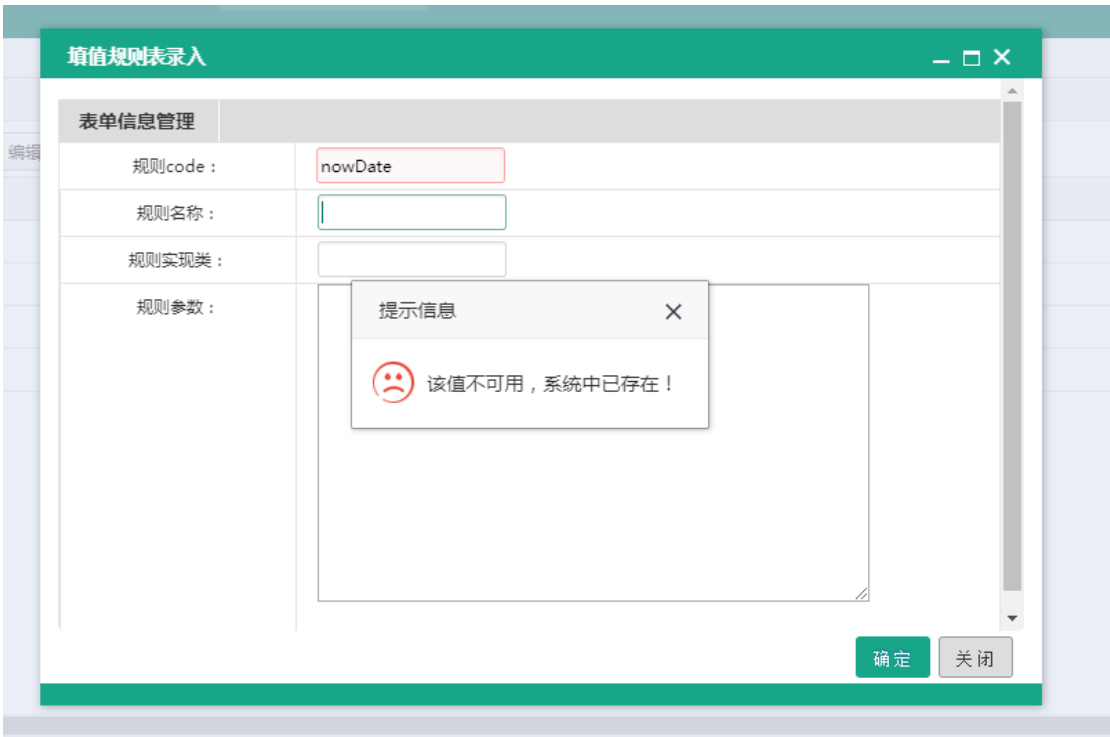 填值规则表录入
表单信息管理
编辑
规则code：
nowDate
规则名称：
规则实现类：
规则参数：
提示信息
该值不可用，系统中已存在！
确定
关闭